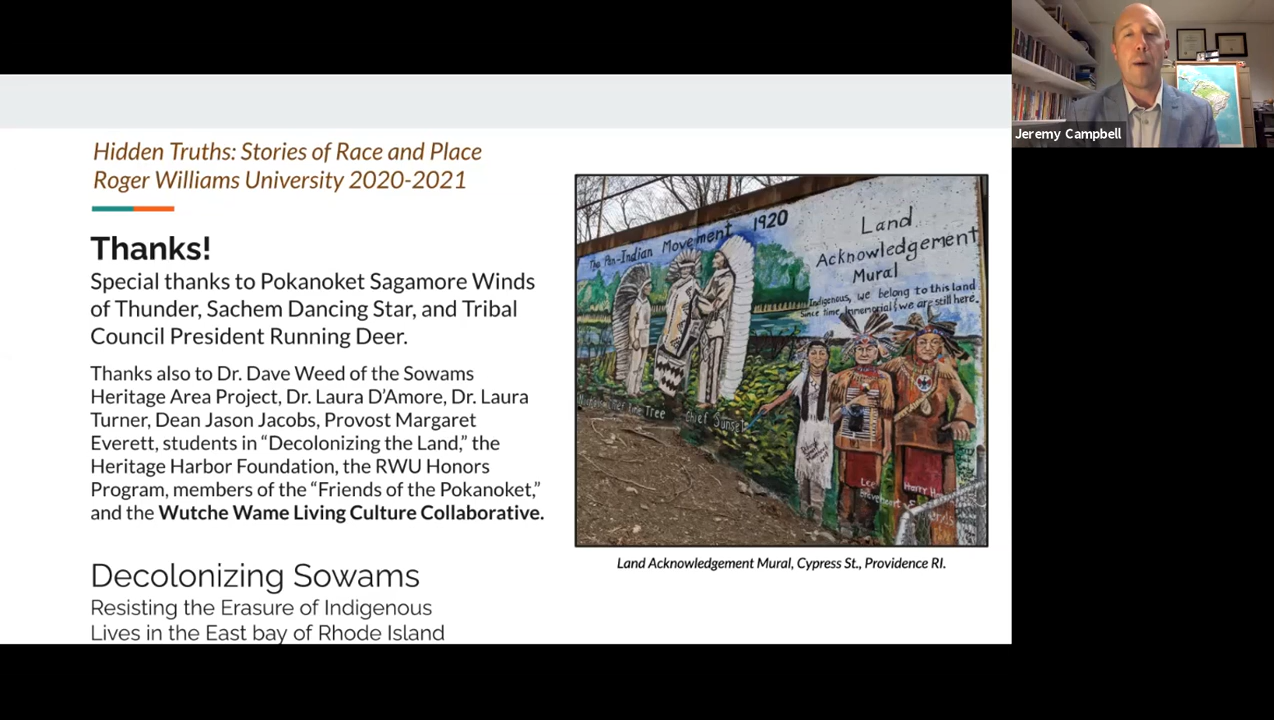 Hidden Truths: Stories of Race and Place
Roger Williams University 2020-2021
Thanks!
Special thanks to Pokanoket Sagamore Winds
of Thunder, Sachem Dancing Star, and Tribal
Council President Running Deer.
Thanks also to Dr. Dave Weed of the Sowams
Heritage Area Project, Dr. Laura D’Amore, Dr. Laura
Turner, Dean Jason Jacobs, Provost Margaret
Everett, students in “Decolonizing the Land,” the
Heritage Harbor Foundation, the RWU Honors
Program, members of the “Friends of the Pokanoket,”
and the Wutche Wame Living Culture Collaborative.
Decolonizing Sowams
Resisting the Erasure of Indigenous
Lives in the East bay of Rhode Island
The Pan-Indian Movement 1920
Land
Acknowledgement
Mural
Indigenous, we belong to this land
Since time Immemorial, we are still here.
Tree
Chief Sunset
Lee
Braveheart
Harry
Land Acknowledgement Mural, Cypress St., Providence RI.
Jeremy Campbell